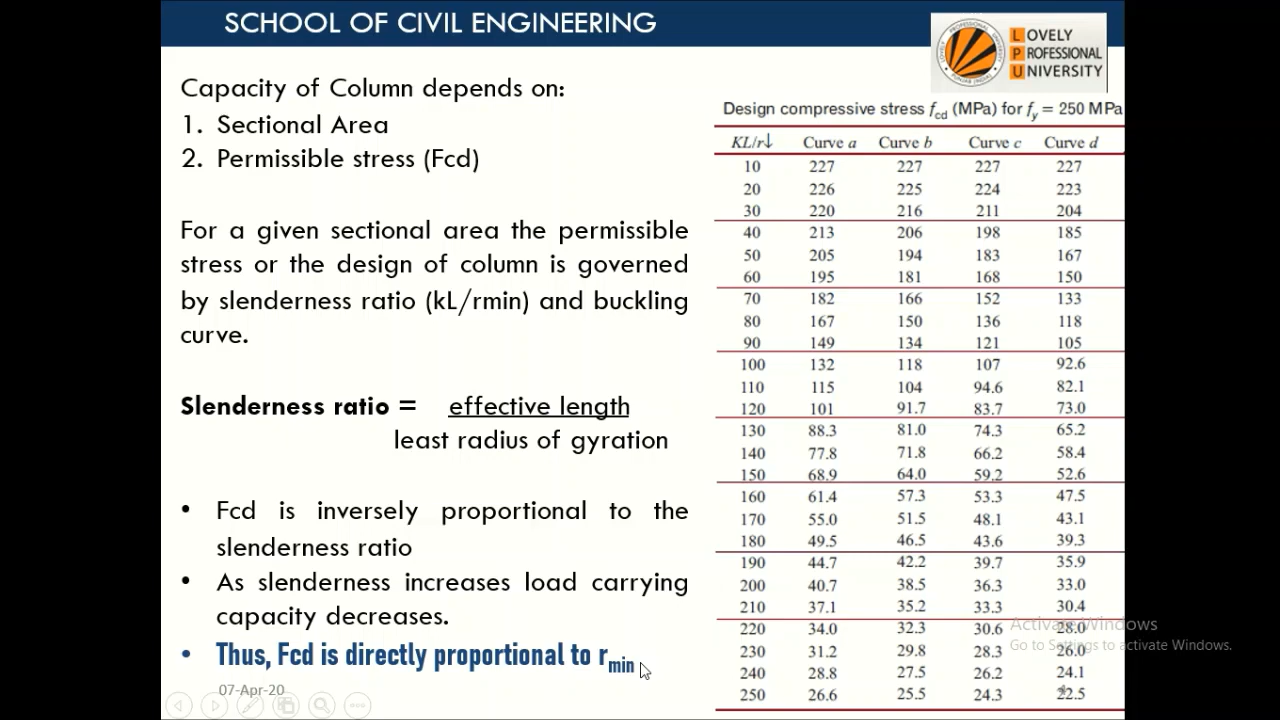 SCHOOL OF CIVIL ENGINEERING
LOVELY
PROFESSIONAL
UNIVERSITY
Capacity of Column depends on:
1. Sectional Area
2. Permissible stress (Fcd)
For a given sectional area the permissible
stress or the design of column is governed
by slenderness ratio (kL/rmin) and buckling
curve.
Slenderness ratio = effective length
least radius of gyration
• Fcd is inversely proportional to the
slenderness ratio
• As slenderness increases load carrying
capacity decreases.
• Thus, Fcd is directly proportional to rmin
07-Apr-20
Design compressive stress fcd (MPa) for fy = 250 MPa
KL/r↓ Curve a Curve b Curve c Curve d
10 227 227 227 227
20 226 225 224 223
30 220 216 211 204
40 213 206 198 185
50 205 194 183 167
60 195 181 168 150
70 182 166 152 133
80 167 150 136 118
90 149 134 121 105
100 132 118 107 92.6
110 115 104 94.6 82.1
120 101 91.7 83.7 73.0
130 88.3 81.0 74.3 65.2
140 77.8 71.8 66.2 58.4
150 68.9 64.0 59.2 52.6
160 61.4 57.3 53.3 47.5
170 55.0 51.5 48.1 43.1
180 49.5 46.5 43.6 39.3
190 44.7 42.2 39.7 35.9
200 40.7 38.5 36.3 33.0
210 37.1 35.2 33.3 30.4
220 34.0 32.3 30.6 28.0
230 31.2 29.8 28.3 26.0
240 28.8 27.5 26.2 24.1
250 26.6 25.5 24.3 22.5
Activate Windows
Go to Settings to activate Windows.